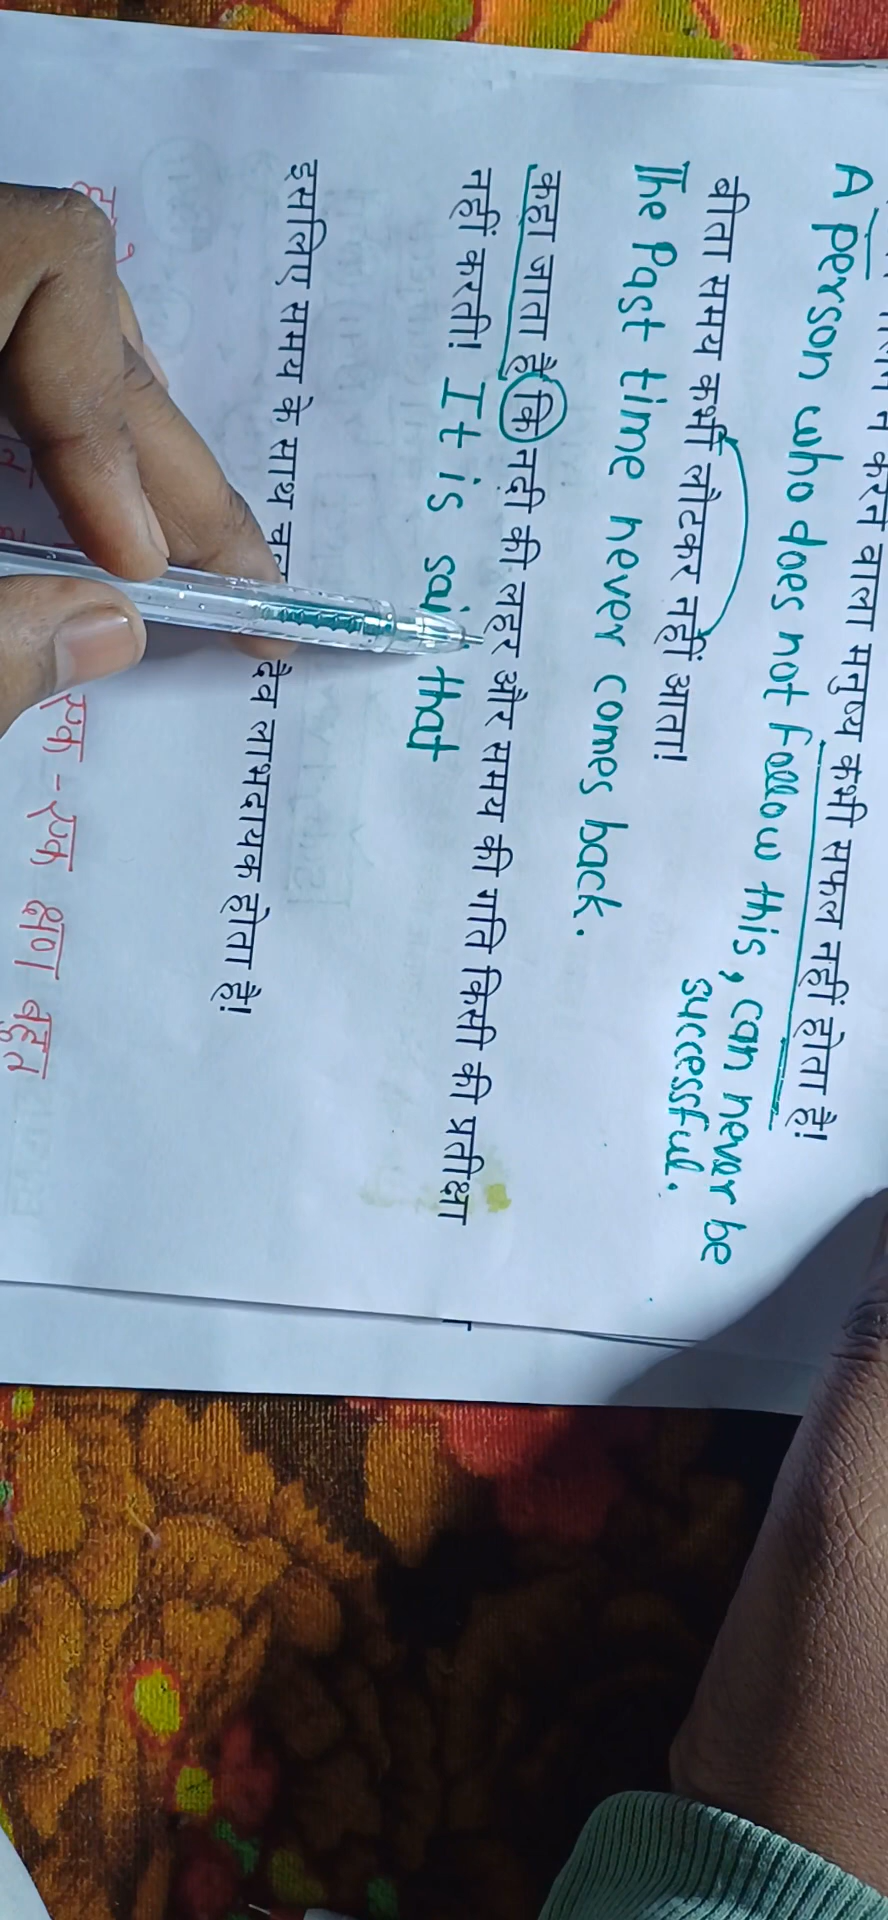 न करने वाला मनुष्य कभी सफल नहीं होता है!
A person who does not follow this, can never be
successful.
बीता समय कभी लौटकर नहीं आता!
The Past time never comes back.
कहा जाता है कि नदी की लहर और समय की गति किसी की प्रतीक्षा
नहीं करती! It is that
इसलिए समय के साथ लाभदायक होता है!
एक-एक क्षण बहुत